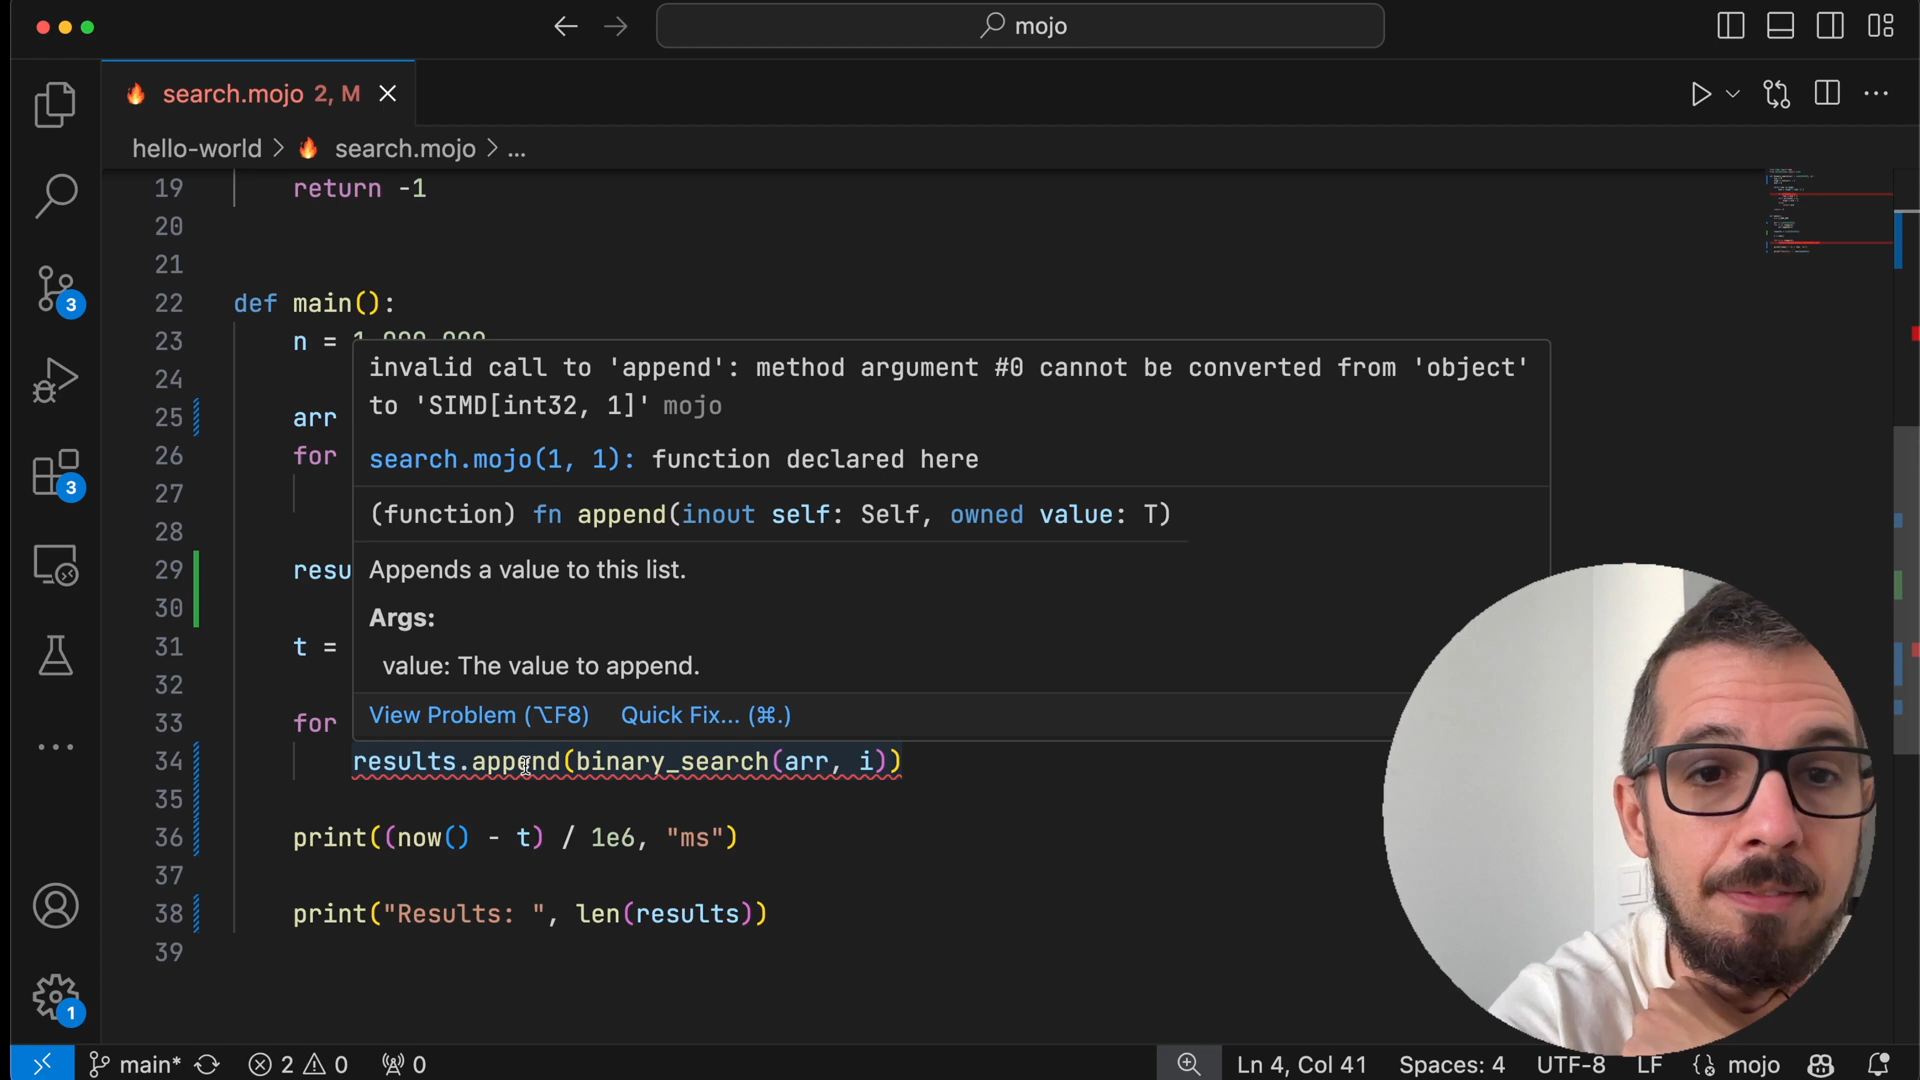 mojo
search.mojo 2, M
hello-world > search.mojo > ...
19 return -1
20
21
22 def main():
23 n =
24
25 arr
26 for
27
28
29 resu
30
31 t =
32
33 for
invalid call to 'append': method argument #0 cannot be converted from 'object'
to 'SIMD[int32, 1]' mojo
search.mojo(1, 1): function declared here
(function) fn append(inout self: Self, owned value: T)
Appends a value to this list.
Args:
value: The value to append.
View Problem (⌥F8) Quick Fix... (⌘.)
34 results.append(binary_search(arr, i))
35
36 print((now() - t) / 1e6, "ms")
37
38 print("Results: ", len(results))
39
3
3
1
main* 2 0 0
Ln 4, Col 41 Spaces: 4 UTF-8 LF mojo